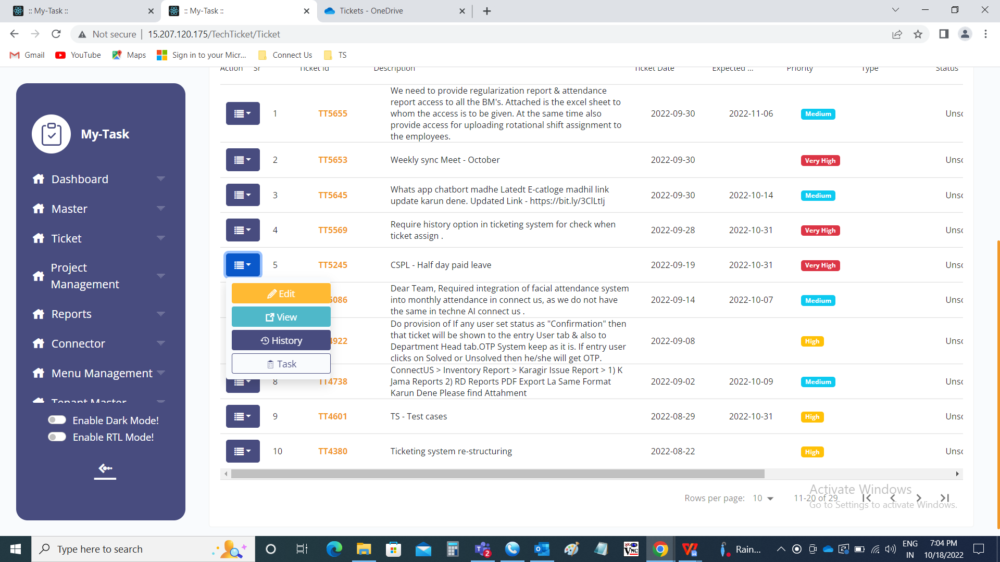 :: My-Task ::
:: My-Task ::
Tickets - OneDrive
Not secure
15.207.120.175/TechTicket/Ticket
Gmail
YouTube
Maps
Sign in to your Micr...
Connect Us
TS
Action
Sr
Ticket Id
Description
Ticket Date
Expected ...
Priority
Type
Status
My-Task
Dashboard
Master
Ticket
Project
Management
Reports
Connector
Menu Management
Tenant Master
Enable Dark Mode!
Enable RTL Mode!
1
TT5655
We need to provide regularization report & attendance
report access to all the BM's. Attached is the excel sheet to
whom the access is to be given. At the same time also
provide access for uploading rotational shift assignment to
the employees.
2022-09-30
2022-11-06
Medium
Unsc
2
TT5653
Weekly sync Meet - October
2022-09-30
Very High
Unsc
3
TT5645
Whats app chatbort madhe Latedt E-catloge madhil link
update karun dene. Updated Link - https://bit.ly/3ClLtIj
2022-09-30
2022-10-14
Medium
Unsc
4
TT5569
Require history option in ticketing system for check when
ticket assign .
2022-09-28
2022-10-31
Very High
Unsc
5
TT5245
CSPL - Half day paid leave
2022-09-19
2022-10-31
Very High
Unsc
Edit
View
History
Task
5086
Dear Team, Required integration of facial attendance system
into monthly attendance in connect us, as we do not have
the same in techne AI connect us .
2022-09-14
2022-10-07
Medium
Unsc
4922
Do provision of If any user set status as "Confirmation" then
that ticket will be shown to the entry User tab & also to
Department Head tab.OTP System keep as it is. If entry user
clicks on Solved or Unsolved then he/she will get OTP.
2022-09-08
High
Unsc
8
TT4738
ConnectUS > Inventory Report > Karagir Issue Report > 1) K
Jama Reports 2) RD Reports PDF Export La Same Format
Karun Dene Please find Attahment
2022-09-02
2022-10-09
Medium
Unsc
9
TT4601
TS - Test cases
2022-08-29
2022-10-31
High
Unsc
10
TT4380
Ticketing system re-structuring
2022-08-22
High
Unsc
Rows per page:
10
11-20 of 29
Activate Windows
Go to Settings to activate Windows.
Type here to search
2
VNC
Rain...
ENG
IN
7:04 PM
10/18/2022